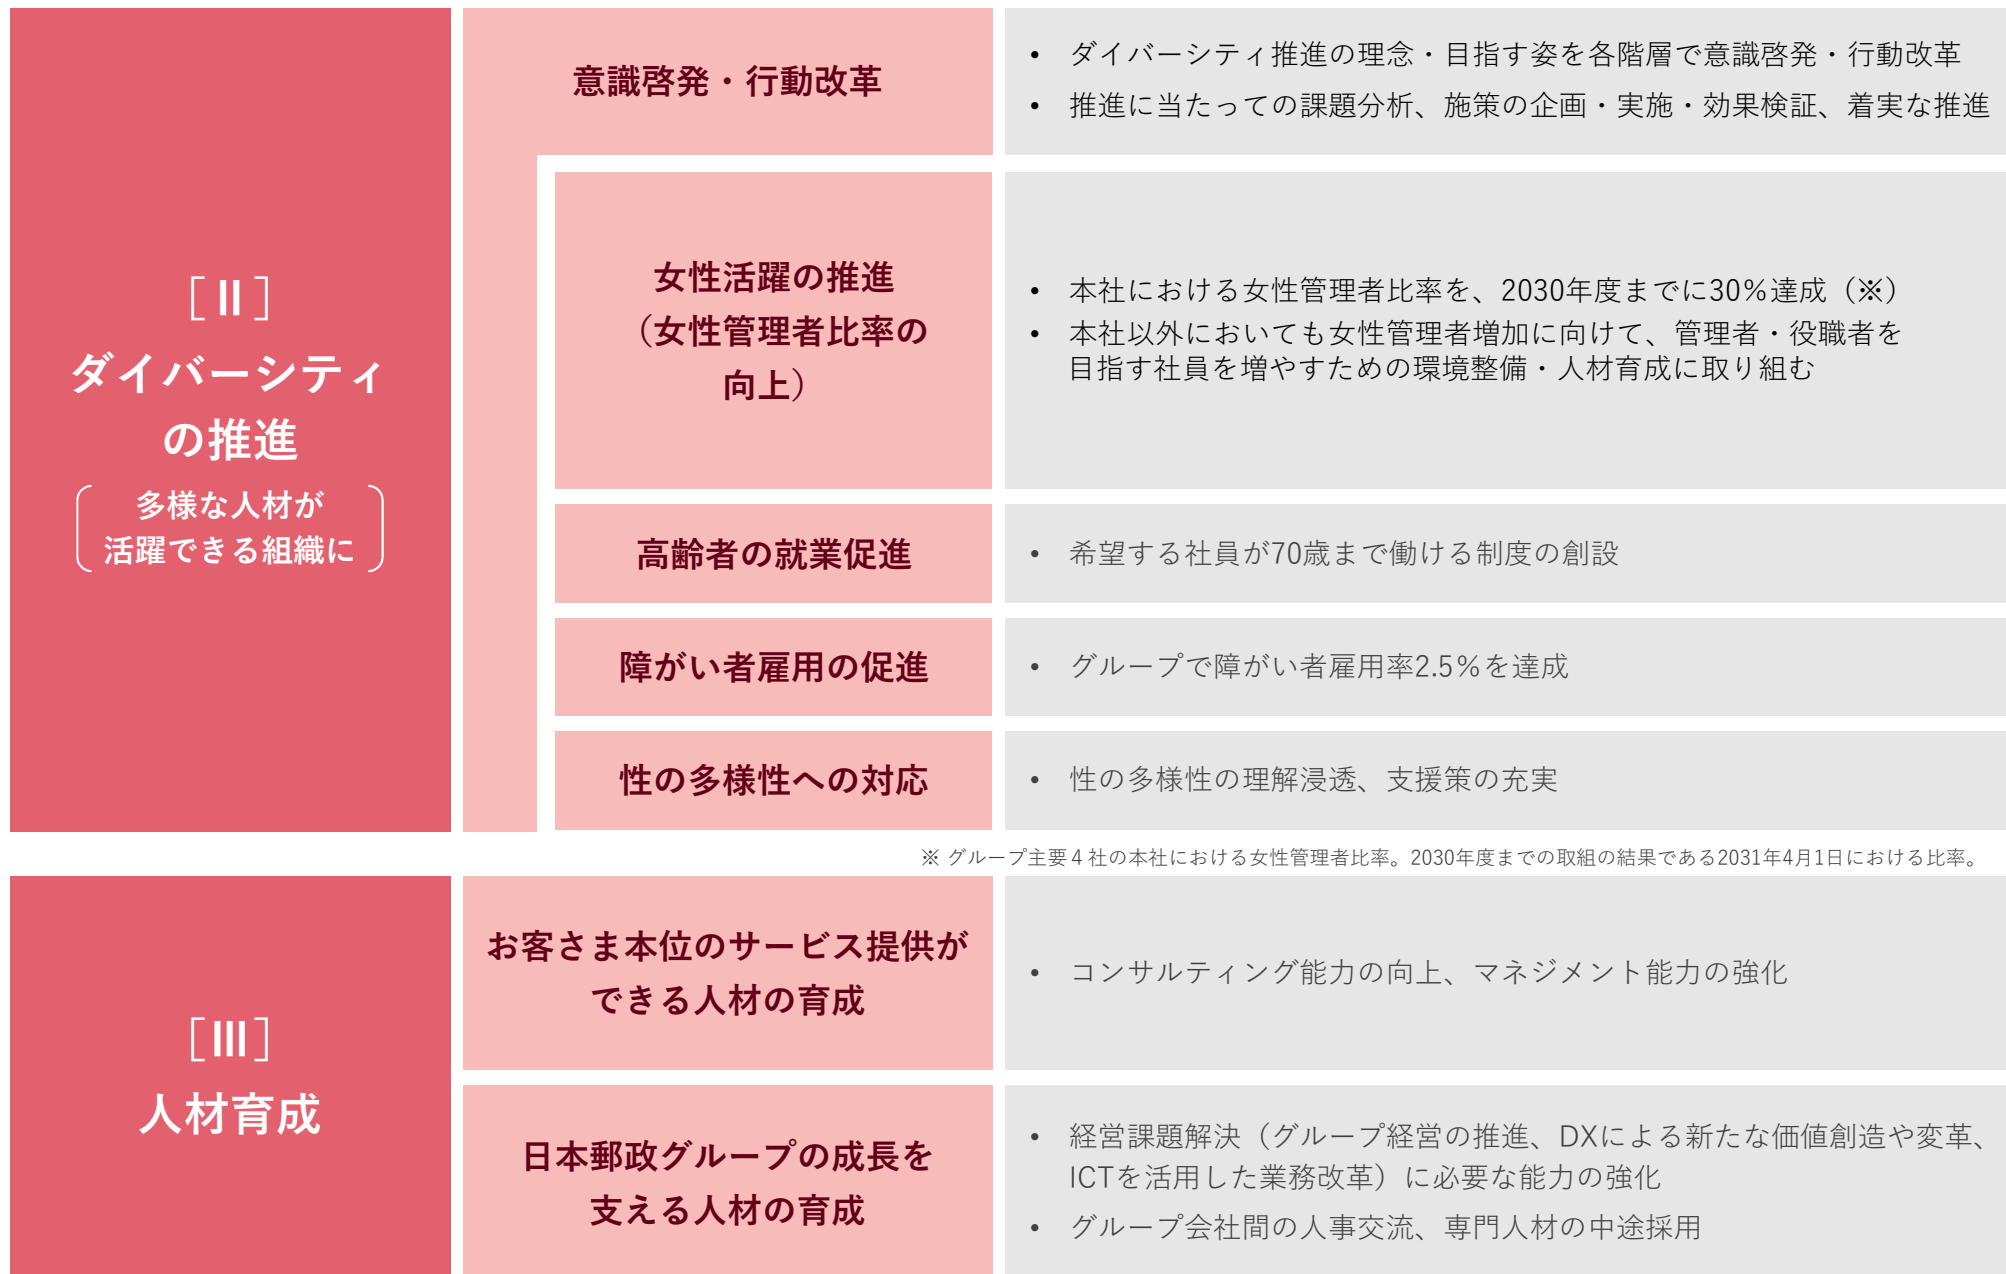 ［Ⅱ］
ダイバーシティ
の推進
多様な人材が
活躍できる組織に
意識啓発・行動改革
• ダイバーシティ推進の理念・目指す姿を各階層で意識啓発・行動改革
• 推進に当たっての課題分析、施策の企画・実施・効果検証、着実な推進
女性活躍の推進
（女性管理者比率の
向上）
• 本社における女性管理者比率を、2030年度までに30％達成（※）
• 本社以外においても女性管理者増加に向けて、管理者・役職者を
目指す社員を増やすための環境整備・人材育成に取り組む
高齢者の就業促進
• 希望する社員が70歳まで働ける制度の創設
障がい者雇用の促進
• グループで障がい者雇用率2.5％を達成
性の多様性への対応
• 性の多様性の理解浸透、支援策の充実
※ グループ主要４社の本社における女性管理者比率。2030年度までの取組の結果である2031年4月1日における比率。
［Ⅲ］
人材育成
お客さま本位のサービス提供が
できる人材の育成
• コンサルティング能力の向上、マネジメント能力の強化
日本郵政グループの成長を
支える人材の育成
• 経営課題解決（グループ経営の推進、DXによる新たな価値創造や変革、
ICTを活用した業務改革）に必要な能力の強化
• グループ会社間の人事交流、専門人材の中途採用